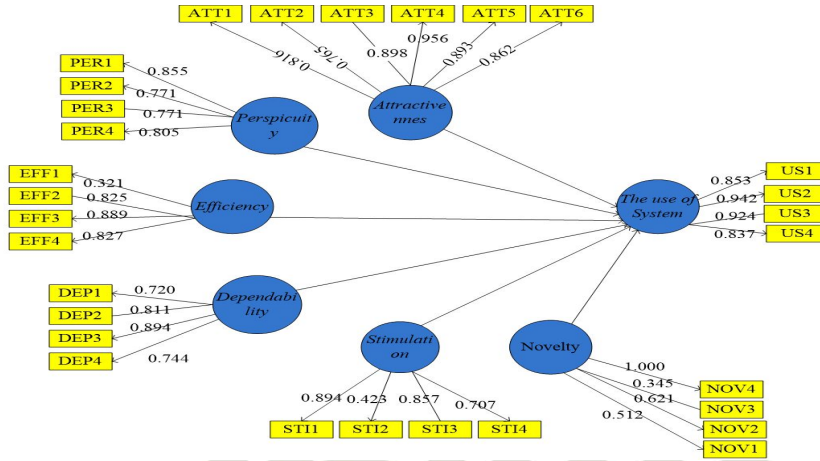 ATT1 ATT2 ATT3 ATT4 ATT5 ATT6
0.816 0.765 0.898 0.956 0.893 0.862
Attractive
nnes
PER1
PER2
PER3
PER4
0.855
0.771
0.771
0.805
Perspicuit
y
EFF1
EFF2
EFF3
EFF4
0.321
0.825
0.889
0.827
Efficiency
The use of
System
0.853
0.942
0.924
0.837
US1
US2
US3
US4
DEP1
DEP2
DEP3
DEP4
0.720
0.811
0.894
0.744
Dependabi
lity
Stimulati
on
0.894 0.423 0.857 0.707
STI1 STI2 STI3 STI4
Novelty
1.000
0.345
0.621
0.512
NOV4
NOV3
NOV2
NOV1